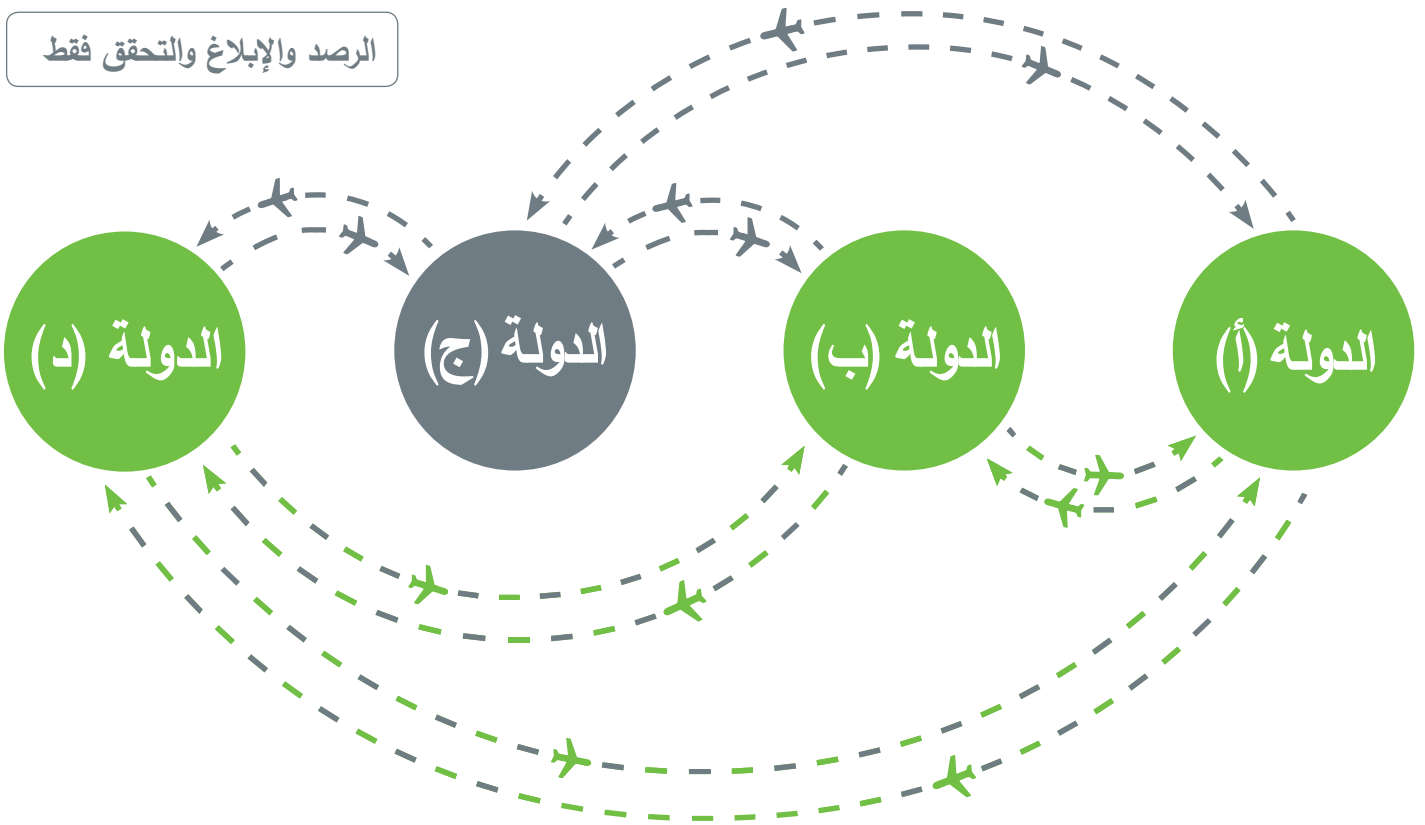 الرصد والإبلاغ والتحقق فقط
الدولة (أ)
الدولة (ب)
الدولة (ج)
الدولة (د)